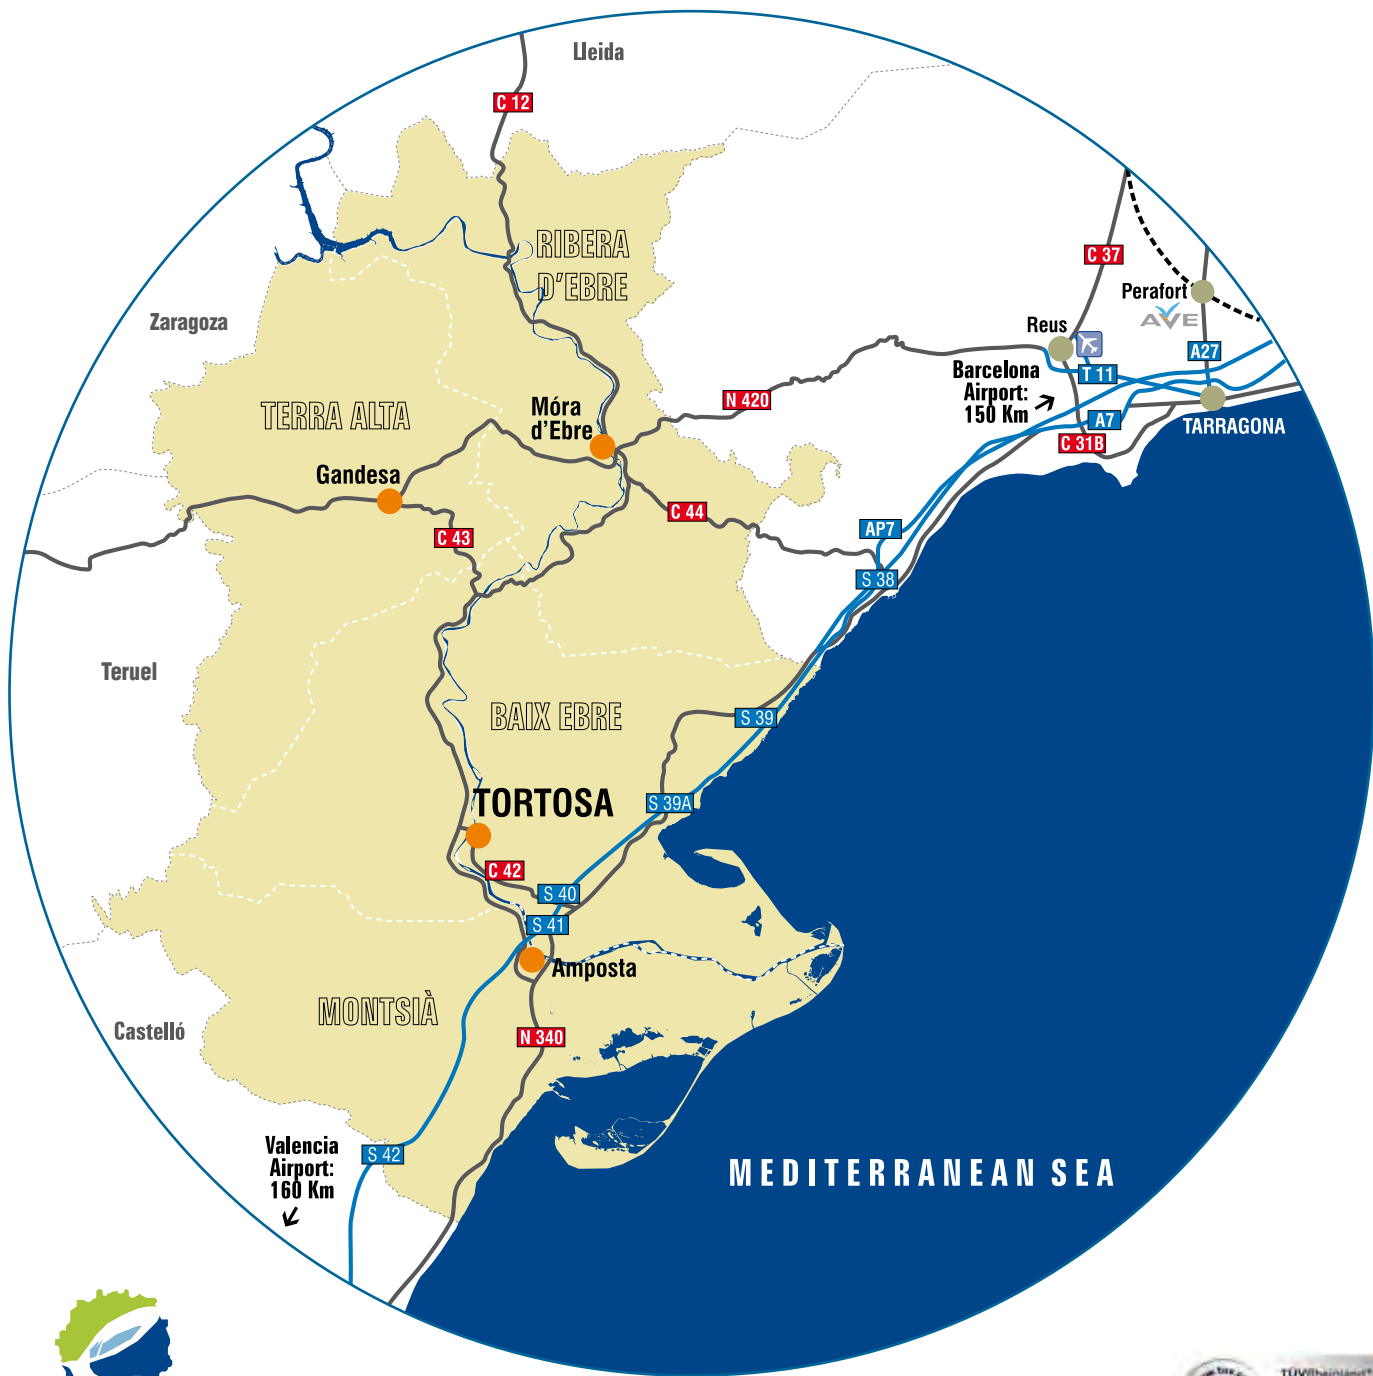 Lleida
C 12
RIBERA
D'EBRE
C 37
Perafort
AVE
Zaragoza
Reus
A27
Barcelona
Airport:
150 Km
T 11
N 420
TERRA ALTA
Móra
d'Ebre
A7
TARRAGONA
C 31B
Gandesa
C 44
AP7
C 43
S 38
Teruel
BAIX EBRE
S 39
TORTOSA
S 39A
C 42
S 40
S 41
Amposta
MONTSIÀ
Castelló
N 340
Valencia
Airport:
160 Km
S 42
MEDITERRANEAN SEA